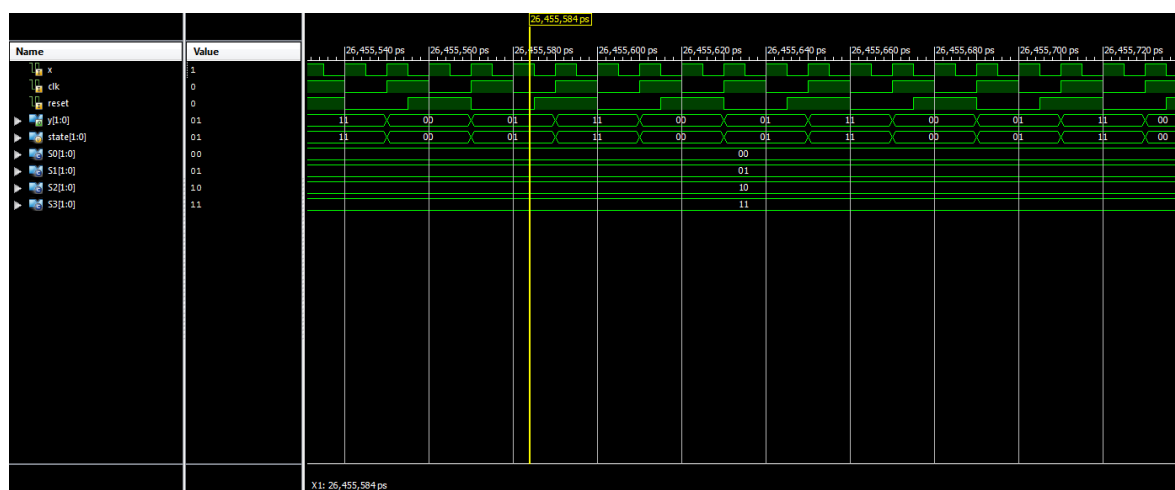 26,455,584 ps
Name Value
26,455,540 ps 26,455,560 ps 26,455,580 ps 26,455,600 ps 26,455,620 ps 26,455,640 ps 26,455,660 ps 26,455,680 ps 26,455,700 ps 26,455,720 ps
x 1
clk 0
reset 0
y[1:0] 01 11 00 01 11 00 01 11 00 01 11 00
state[1:0] 01 11 00 01 11 00 01 11 00 01 11 00
S0[1:0] 00 00
S1[1:0] 01 01
S2[1:0] 10 10
S3[1:0] 11 11
X1: 26,455,584 ps